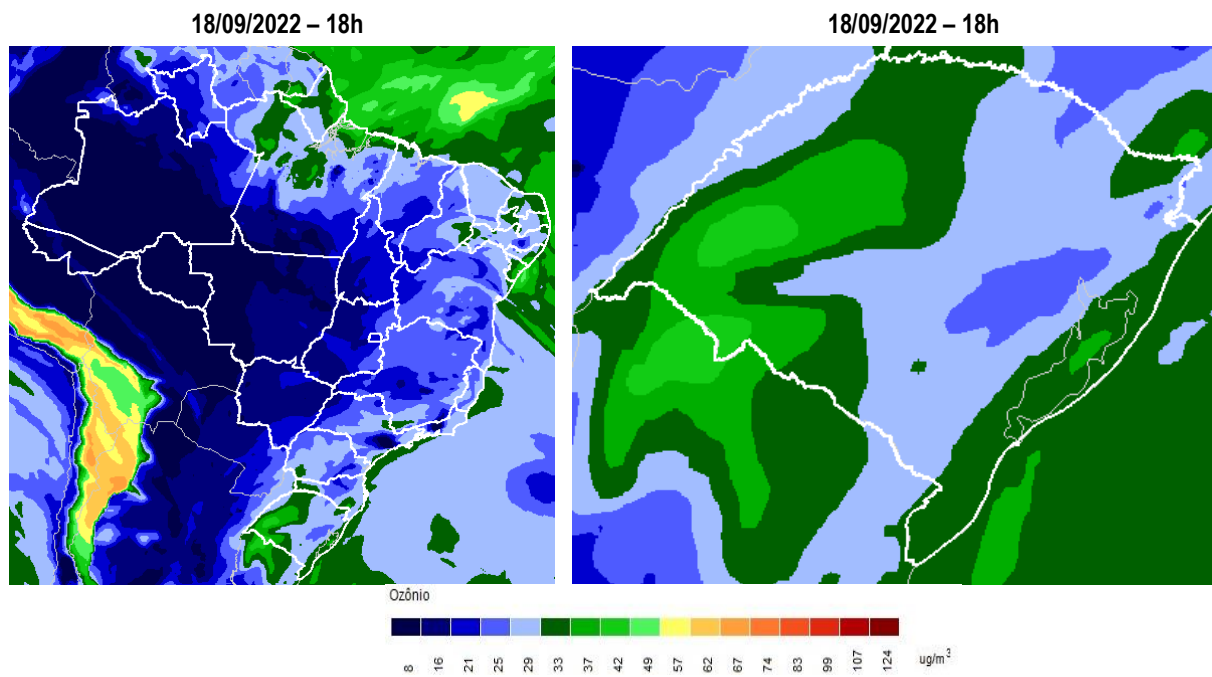 18/09/2022 – 18h
18/09/2022 – 18h
Ozônio
8 16 21 25 29 33 37 42 49 57 62 67 74 83 99 107 124 ug/m³